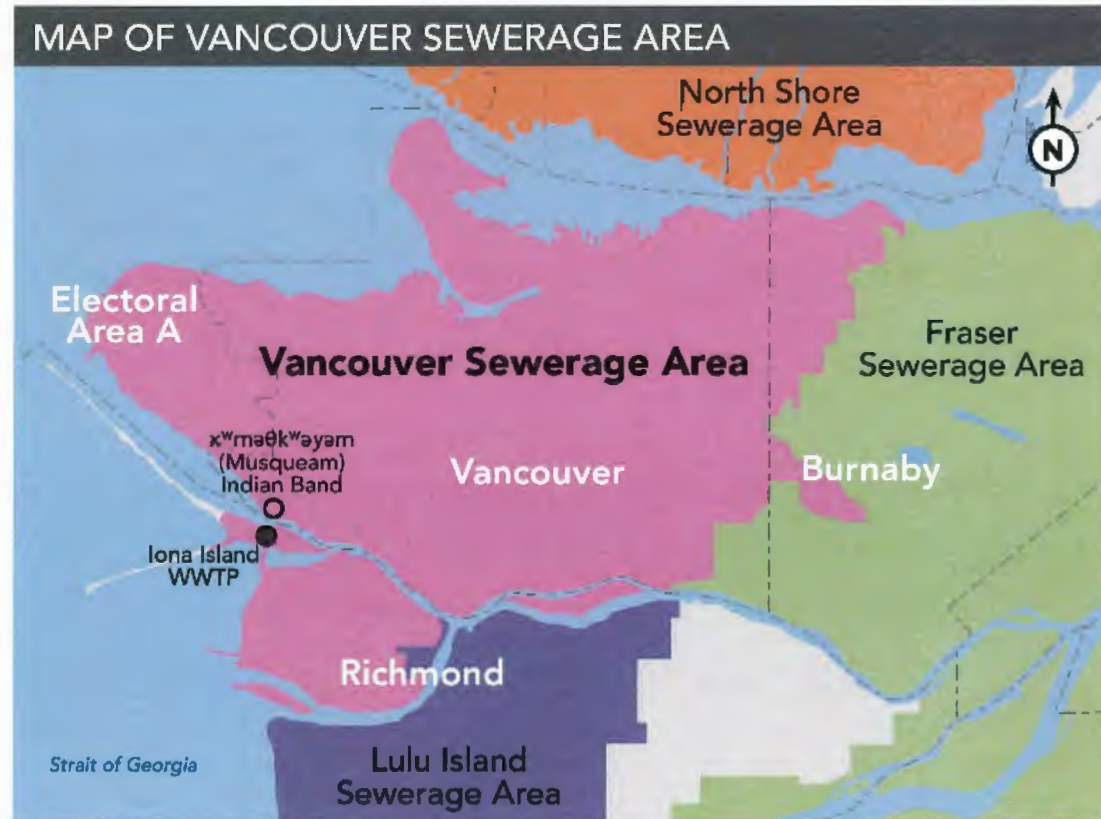 MAP OF VANCOUVER SEWERAGE AREA
North Shore
Sewerage Area
N
Electoral
Area A
Vancouver Sewerage Area
Fraser
Sewerage Area
xʷməθkʷəy̓əm
(Musqueam)
Indian Band
Vancouver
Burnaby
Iona Island
WWTP
Richmond
Strait of Georgia
Lulu Island
Sewerage Area